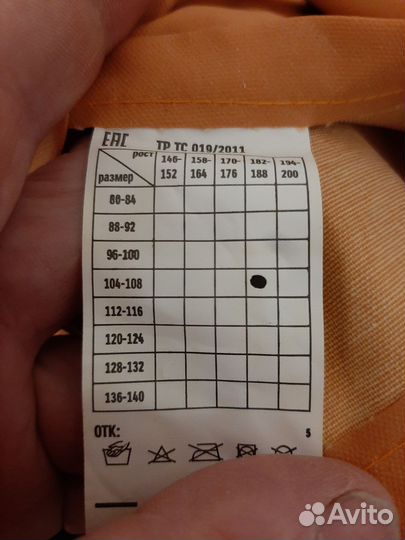 EAC ТР ТС 019/2011
рост 146- 158- 170- 182- 194-
размер 152 164 176 188 200
80-84
88-92
96-100
104-108
112-116
120-124
128-132
136-140
ОТК: 5
Avito